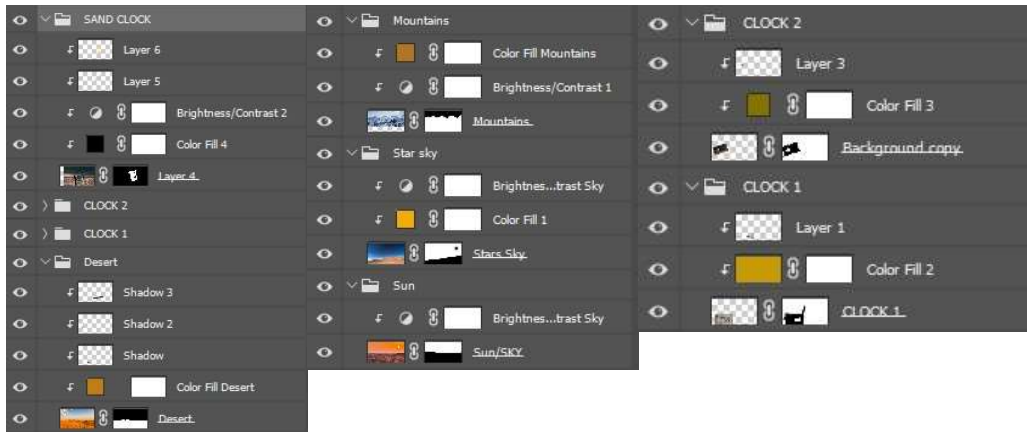 SAND CLOCK
Layer 6
Layer 5
Brightness/Contrast 2
Color Fill 4
Layer 4
CLOCK 2
CLOCK 1
Desert
Shadow 3
Shadow 2
Shadow
Color Fill Desert
Desert
Mountains
Color Fill Mountains
Brightness/Contrast 1
Mountains
Star sky
Brightnes...trast Sky
Color Fill 1
Stars Sky
Sun
Brightnes...trast Sky
Sun/SKY
CLOCK 2
Layer 3
Color Fill 3
Background copy
CLOCK 1
Layer 1
Color Fill 2
CLOCK 1